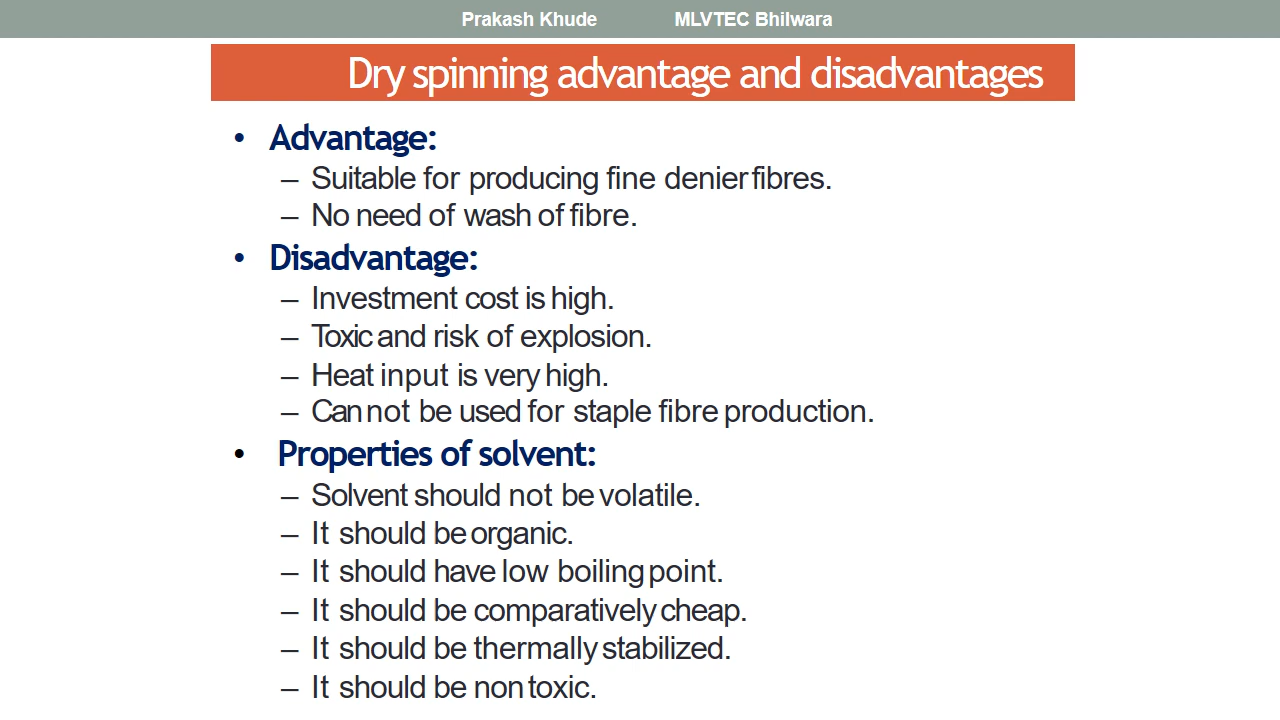 Prakash Khude MLVTEC Bhilwara
Dry spinning advantage and disadvantages
• Advantage:
– Suitable for producing fine denier fibres.
– No need of wash of fibre.
• Disadvantage:
– Investment cost is high.
– Toxic and risk of explosion.
– Heat input is very high.
– Can not be used for staple fibre production.
• Properties of solvent:
– Solvent should not be volatile.
– It should be organic.
– It should have low boiling point.
– It should be comparatively cheap.
– It should be thermally stabilized.
– It should be non toxic.